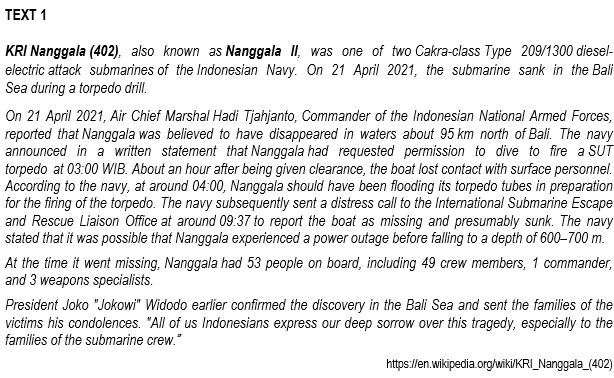 TEXT 1
KRI Nanggala (402), also known as Nanggala II, was one of two Cakra-class Type 209/1300 diesel-
electric attack submarines of the Indonesian Navy. On 21 April 2021, the submarine sank in the Bali
Sea during a torpedo drill.
On 21 April 2021, Air Chief Marshal Hadi Tjahjanto, Commander of the Indonesian National Armed Forces,
reported that Nanggala was believed to have disappeared in waters about 95 km north of Bali. The navy
announced in a written statement that Nanggala had requested permission to dive to fire a SUT
torpedo at 03:00 WIB. About an hour after being given clearance, the boat lost contact with surface personnel.
According to the navy, at around 04:00, Nanggala should have been flooding its torpedo tubes in preparation
for the firing of the torpedo. The navy subsequently sent a distress call to the International Submarine Escape
and Rescue Liaison Office at around 09:37 to report the boat as missing and presumably sunk. The navy
stated that it was possible that Nanggala experienced a power outage before falling to a depth of 600–700 m.
At the time it went missing, Nanggala had 53 people on board, including 49 crew members, 1 commander,
and 3 weapons specialists.
President Joko "Jokowi" Widodo earlier confirmed the discovery in the Bali Sea and sent the families of the
victims his condolences. "All of us Indonesians express our deep sorrow over this tragedy, especially to the
families of the submarine crew."
https://en.wikipedia.org/wiki/KRI_Nanggala_(402)